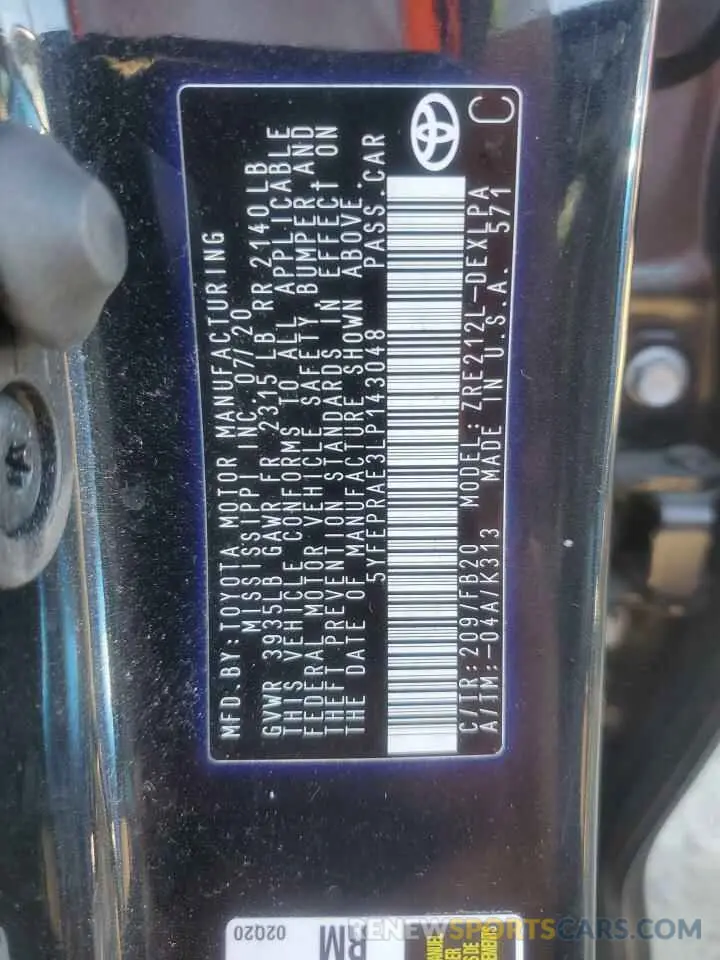 MFD. BY: TOYOTA MOTOR MANUFACTURING
MISSISSIPPI INC. 07/20
GVWR 3935LB GAWR FR 2315 LB RR 2140LB
THIS VEHICLE CONFORMS TO ALL APPLICABLE
FEDERAL MOTOR VEHICLE SAFETY, BUMPER, AND
THEFT PREVENTION STANDARDS IN EFFECT ON
THE DATE OF MANUFACTURE SHOWN ABOVE.
5YFEPRAE3LP143048 PASS.CAR
C/TR:209/FB20 MODEL:ZRE212L-DEXLPA
A/TM:-04A/K313 MADE IN U.S.A. 571
C
02Q20
RM
RENEWSPORTSCARS.COM